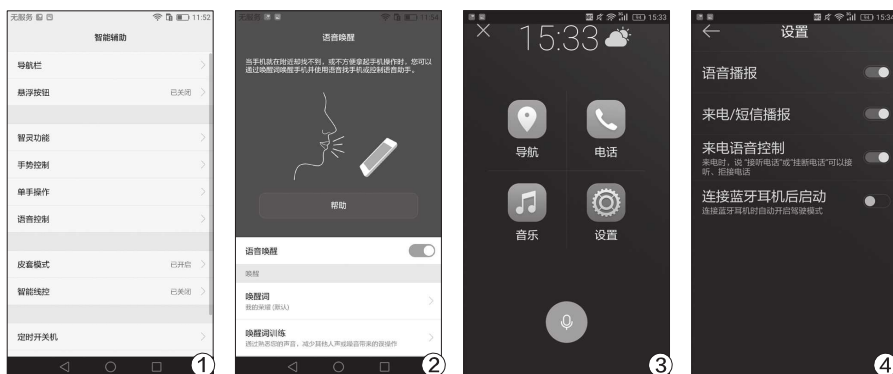 无服务 11:52
智能辅助
导航栏
悬浮按钮 已关闭
智灵功能
手势控制
单手操作
语音控制
皮套模式 已开启
智能线控 已关闭
定时开关机
①
11:54
语音唤醒
当手机就在附近却找不到，或不方便拿起手机操作时，您可以
通过唤醒词唤醒手机并使用语音找手机或控制语音助手。
帮助
语音唤醒
唤醒
唤醒词
我的荣耀 (默认)
唤醒词训练
通过熟悉您的声音，减少其他人声或噪音带来的误操作
②
15:33
15:33
导航
电话
音乐
设置
③
15:34
设置
语音播报
来电/短信播报
来电语音控制
来电时，说 “接听电话”或“挂断电话”可以接
听、拒接电话
连接蓝牙耳机后启动
连接蓝牙耳机时自动开启驾驶模式
④